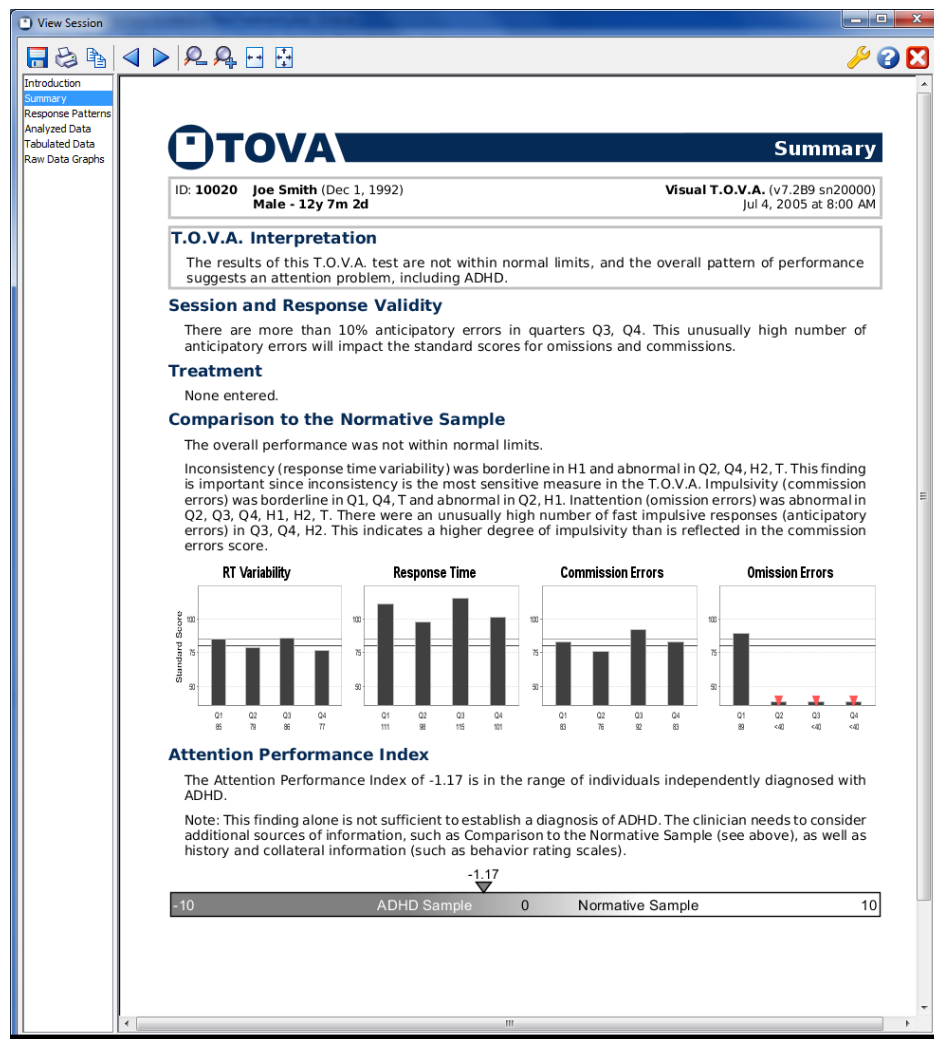 View Session
Introduction
Summary
Response Patterns
Analyzed Data
Tabulated Data
Raw Data Graphs
TOVA
Summary
ID: 10020 Joe Smith (Dec 1, 1992)
Male - 12y 7m 2d
Visual T.O.V.A. (v7.2B9 sn20000)
Jul 4, 2005 at 8:00 AM
T.O.V.A. Interpretation
The results of this T.O.V.A. test are not within normal limits, and the overall pattern of performance
suggests an attention problem, including ADHD.
Session and Response Validity
There are more than 10% anticipatory errors in quarters Q3, Q4. This unusually high number of
anticipatory errors will impact the standard scores for omissions and commissions.
Treatment
None entered.
Comparison to the Normative Sample
The overall performance was not within normal limits.
Inconsistency (response time variability) was borderline in H1 and abnormal in Q2, Q4, H2, T. This finding
is important since inconsistency is the most sensitive measure in the T.O.V.A. Impulsivity (commission
errors) was borderline in Q1, Q4, T and abnormal in Q2, H1. Inattention (omission errors) was abnormal in
Q2, Q3, Q4, H1, H2, T. There were an unusually high number of fast impulsive responses (anticipatory
errors) in Q3, Q4, H2. This indicates a higher degree of impulsivity than is reflected in the commission
errors score.
RT Variability
Standard Score
100
75
50
Q1 Q2 Q3 Q4
85 79 86 77
Response Time
100
75
50
Q1 Q2 Q3 Q4
111 98 115 101
Commission Errors
100
75
50
Q1 Q2 Q3 Q4
83 76 92 83
Omission Errors
100
75
50
Q1 Q2 Q3 Q4
89 <40 <40 <40
Attention Performance Index
The Attention Performance Index of -1.17 is in the range of individuals independently diagnosed with
ADHD.
Note: This finding alone is not sufficient to establish a diagnosis of ADHD. The clinician needs to consider
additional sources of information, such as Comparison to the Normative Sample (see above), as well as
history and collateral information (such as behavior rating scales).
-1.17
-10 ADHD Sample 0 Normative Sample 10